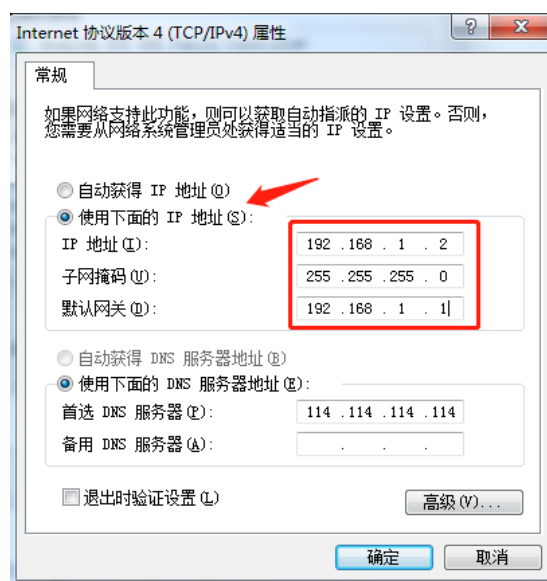 Internet 协议版本 4 (TCP/IPv4) 属性
常规
如果网络支持此功能，则可以获取自动指派的 IP 设置。否则，
您需要从网络系统管理员处获得适当的 IP 设置。
自动获得 IP 地址(O)
使用下面的 IP 地址(S):
IP 地址(I): 192 .168 . 1 . 2
子网掩码(U): 255 .255 .255 . 0
默认网关(D): 192 .168 . 1 . 1
自动获得 DNS 服务器地址(B)
使用下面的 DNS 服务器地址(E):
首选 DNS 服务器(P): 114 .114 .114 .114
备用 DNS 服务器(A): . . .
退出时验证设置(L)
高级(V)...
确定 取消